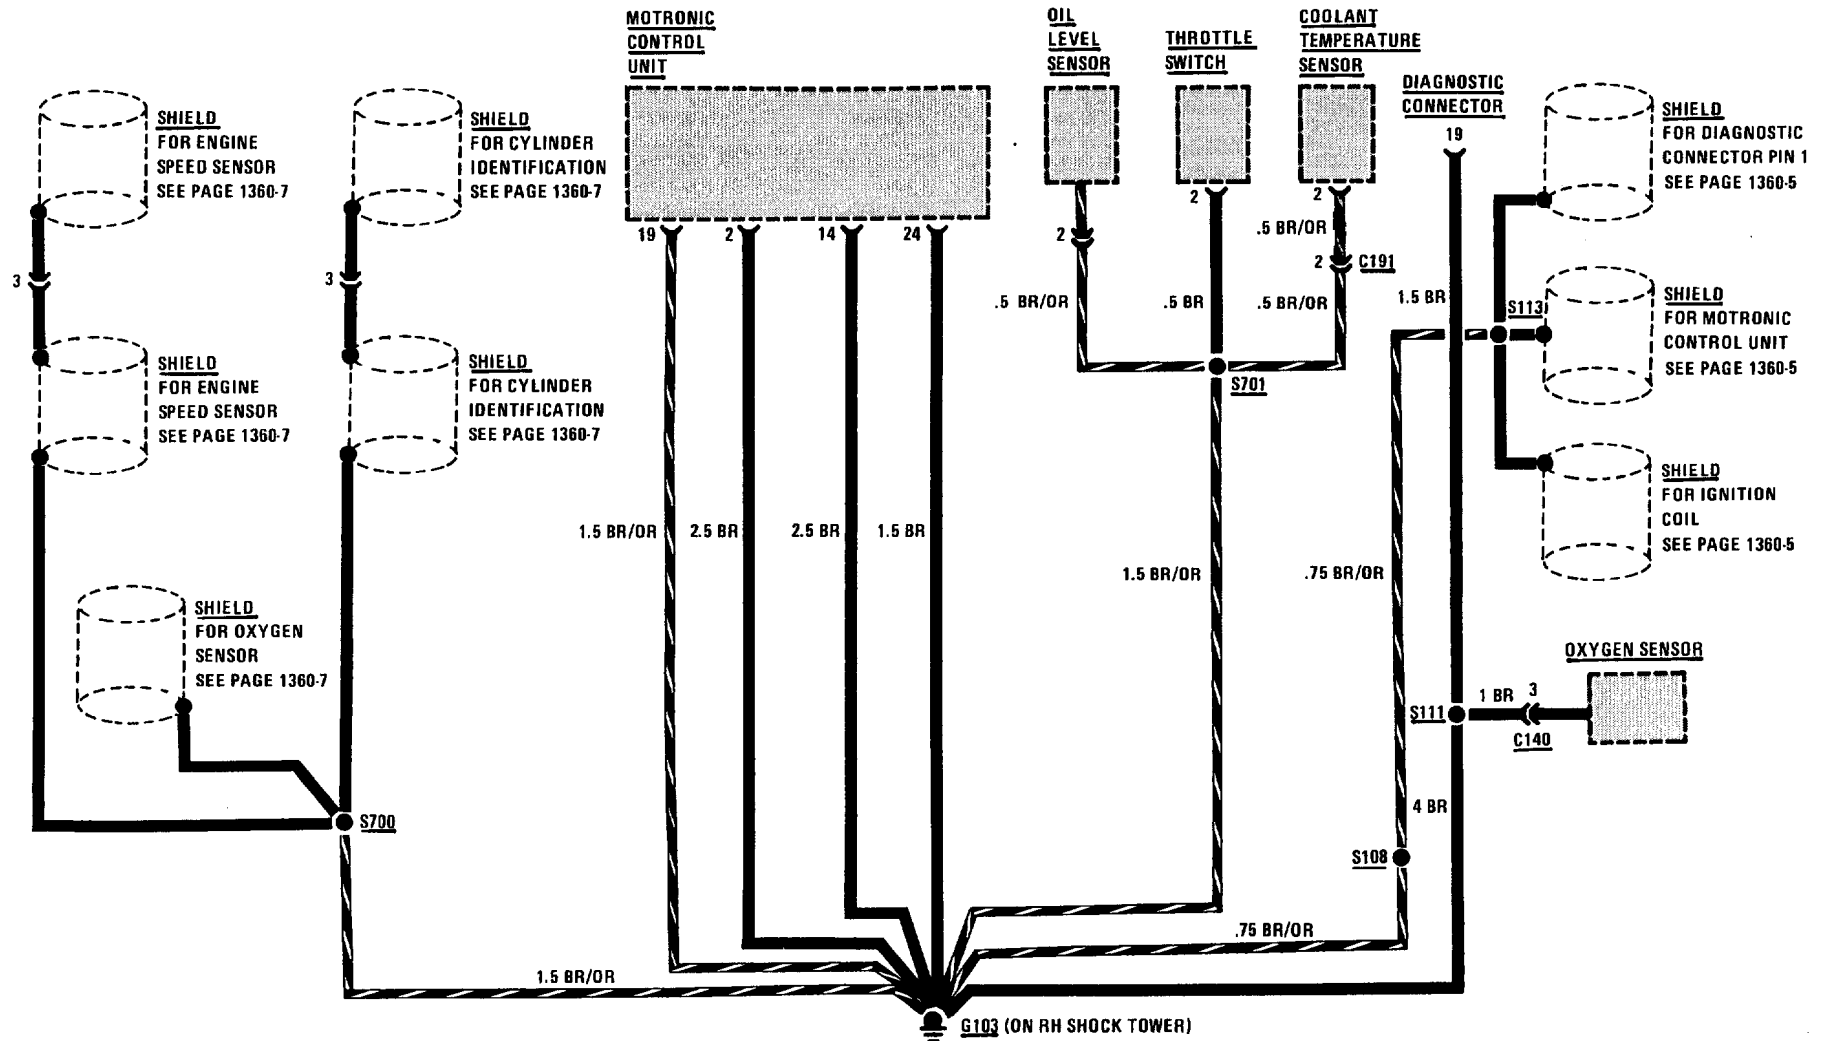 MOTRONIC
CONTROL
UNIT
OIL
LEVEL
SENSOR
THROTTLE
SWITCH
COOLANT
TEMPERATURE
SENSOR
DIAGNOSTIC
CONNECTOR
19
SHIELD
FOR ENGINE
SPEED SENSOR
SEE PAGE 1360-7
SHIELD
FOR CYLINDER
IDENTIFICATION
SEE PAGE 1360-7
SHIELD
FOR DIAGNOSTIC
CONNECTOR PIN 1
SEE PAGE 1360-5
19
2
14
24
2
2
2
.5 BR/OR
2
C191
3
3
.5 BR/OR
.5 BR
.5 BR/OR
1.5 BR
S113
SHIELD
FOR MOTRONIC
CONTROL UNIT
SEE PAGE 1360-5
SHIELD
FOR ENGINE
SPEED SENSOR
SEE PAGE 1360-7
SHIELD
FOR CYLINDER
IDENTIFICATION
SEE PAGE 1360-7
S701
SHIELD
FOR IGNITION
COIL
SEE PAGE 1360-5
1.5 BR/OR
2.5 BR
2.5 BR
1.5 BR
1.5 BR/OR
.75 BR/OR
SHIELD
FOR OXYGEN
SENSOR
SEE PAGE 1360-7
OXYGEN SENSOR
S111
1 BR
3
C140
4 BR
S700
S108
.75 BR/OR
1.5 BR/OR
G103 (ON RH SHOCK TOWER)